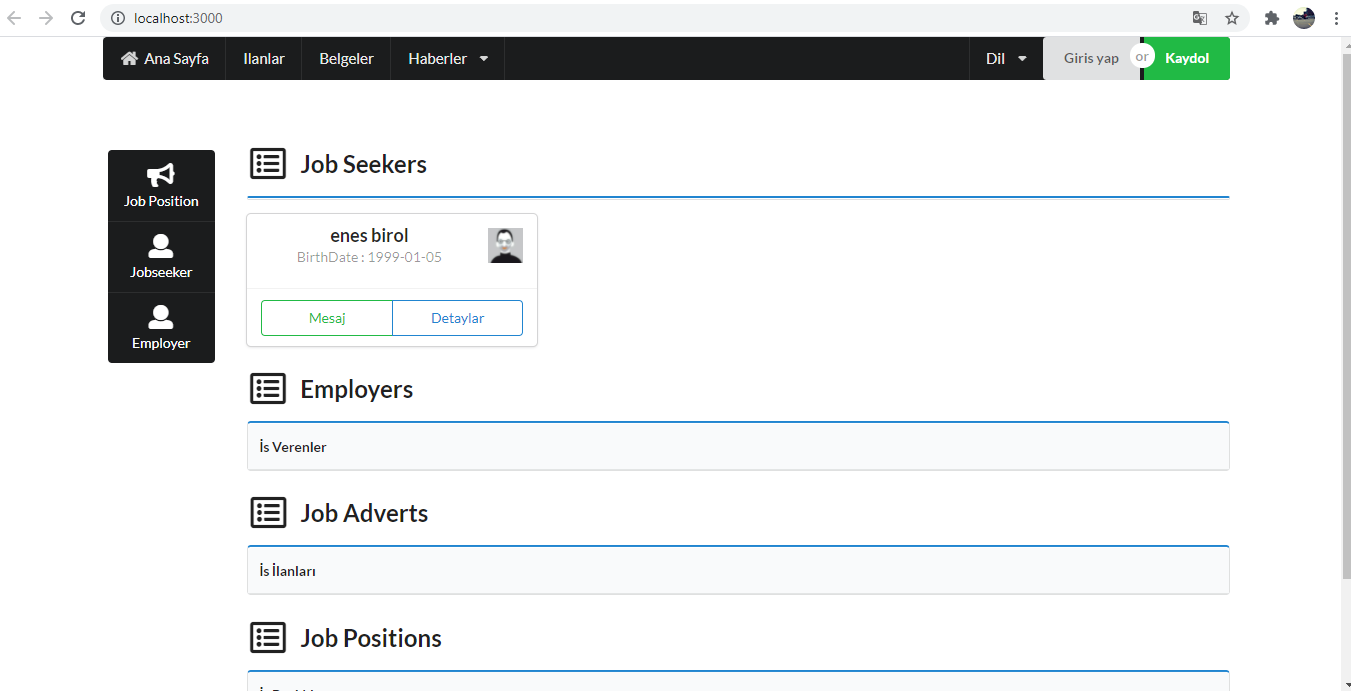 localhost:3000
Ana Sayfa Ilanlar Belgeler Haberler Dil Giris yap or Kaydol
Job Position
Jobseeker
Employer
Job Seekers
enes birol
BirthDate : 1999-01-05
Mesaj Detaylar
Employers
İs Verenler
Job Adverts
İs İlanları
Job Positions